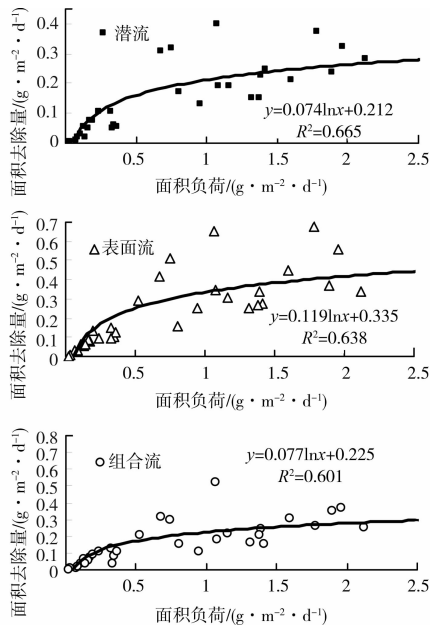 0.4
0.3
0.2
0.1
0
潜流
y=0.074lnx+0.212
R²=0.665
0.5
1
1.5
2
2.5
面积去除量/(g·m⁻²·d⁻¹)
面积负荷/(g·m⁻²·d⁻¹)
0.7
0.6
0.5
0.4
0.3
0.2
0.1
0
表面流
y=0.119lnx+0.335
R²=0.638
0.5
1
1.5
2
2.5
面积去除量/(g·m⁻²·d⁻¹)
面积负荷/(g·m⁻²·d⁻¹)
0.8
0.7
0.6
0.5
0.4
0.3
0.2
0.1
0
组合流
y=0.077lnx+0.225
R²=0.601
0.5
1
1.5
2
2.5
面积去除量/(g·m⁻²·d⁻¹)
面积负荷/(g·m⁻²·d⁻¹)